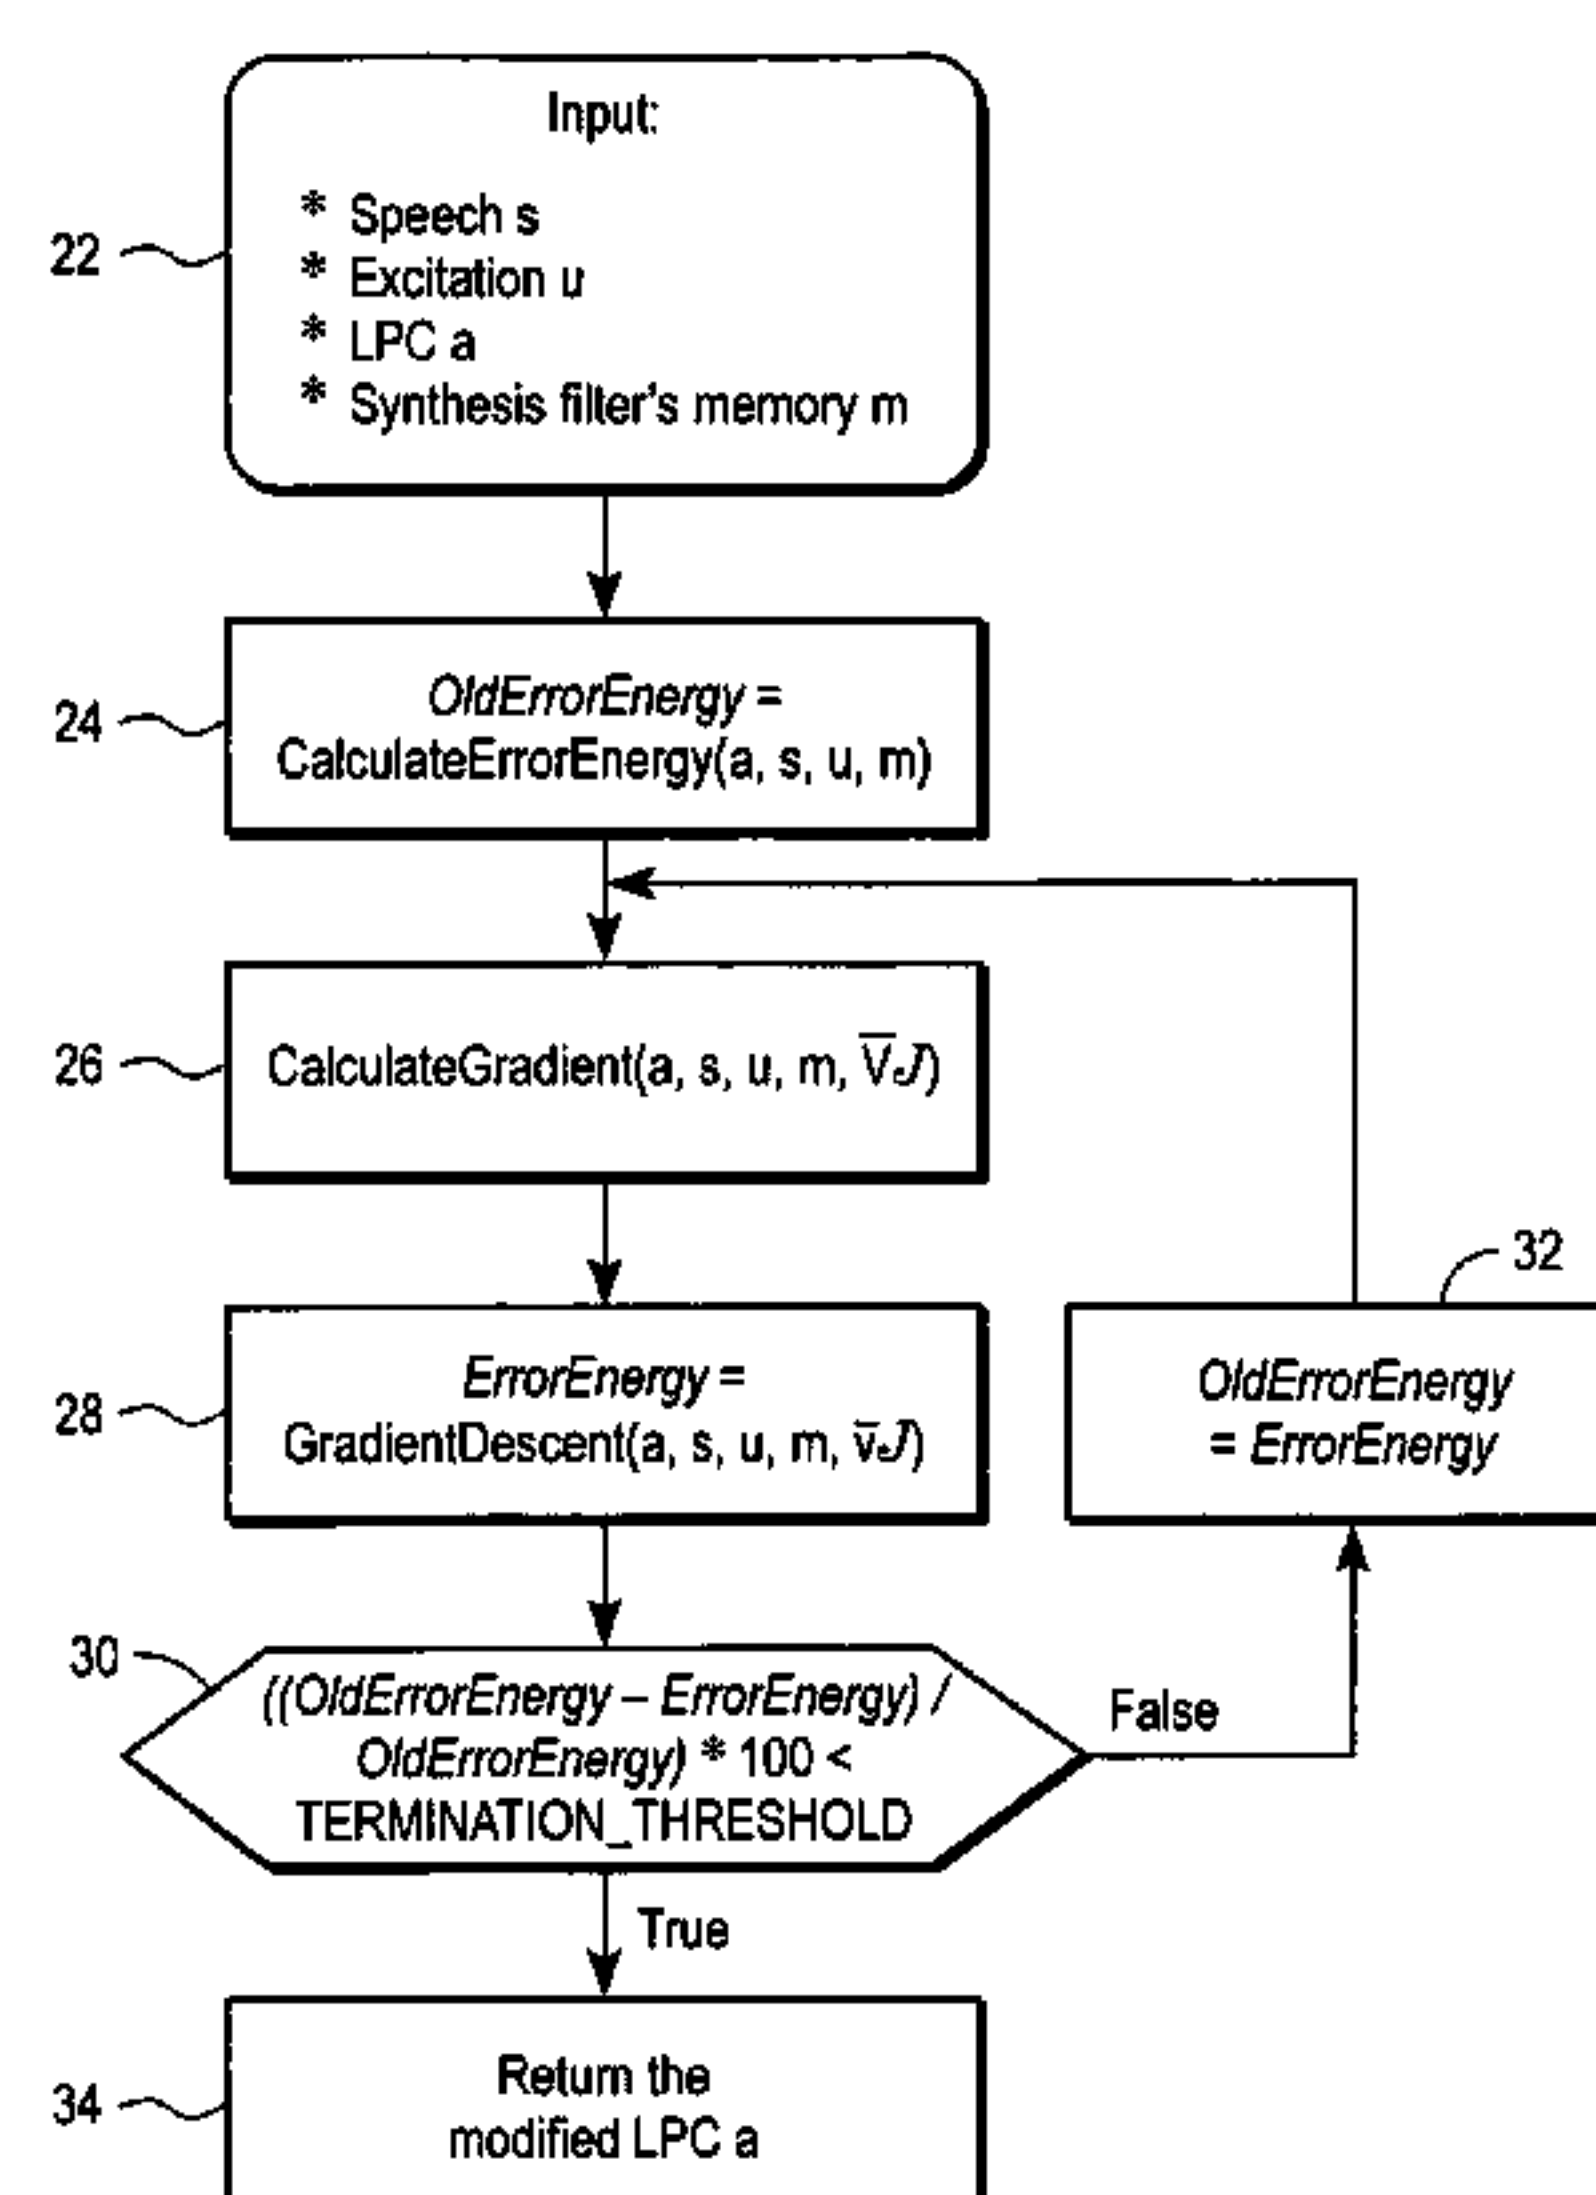 Input:
22
* Speech s
* Excitation u
* LPC a
* Synthesis filter's memory m
24
OldErrorEnergy =
CalculateErrorEnergy(a, s, u, m)
26
CalculateGradient(a, s, u, m, V̅J)
28
ErrorEnergy =
GradientDescent(a, s, u, m, v̅J)
32
OldErrorEnergy
= ErrorEnergy
30
((OldErrorEnergy – ErrorEnergy) /
OldErrorEnergy) * 100 <
TERMINATION_THRESHOLD
False
True
34
Return the
modified LPC a